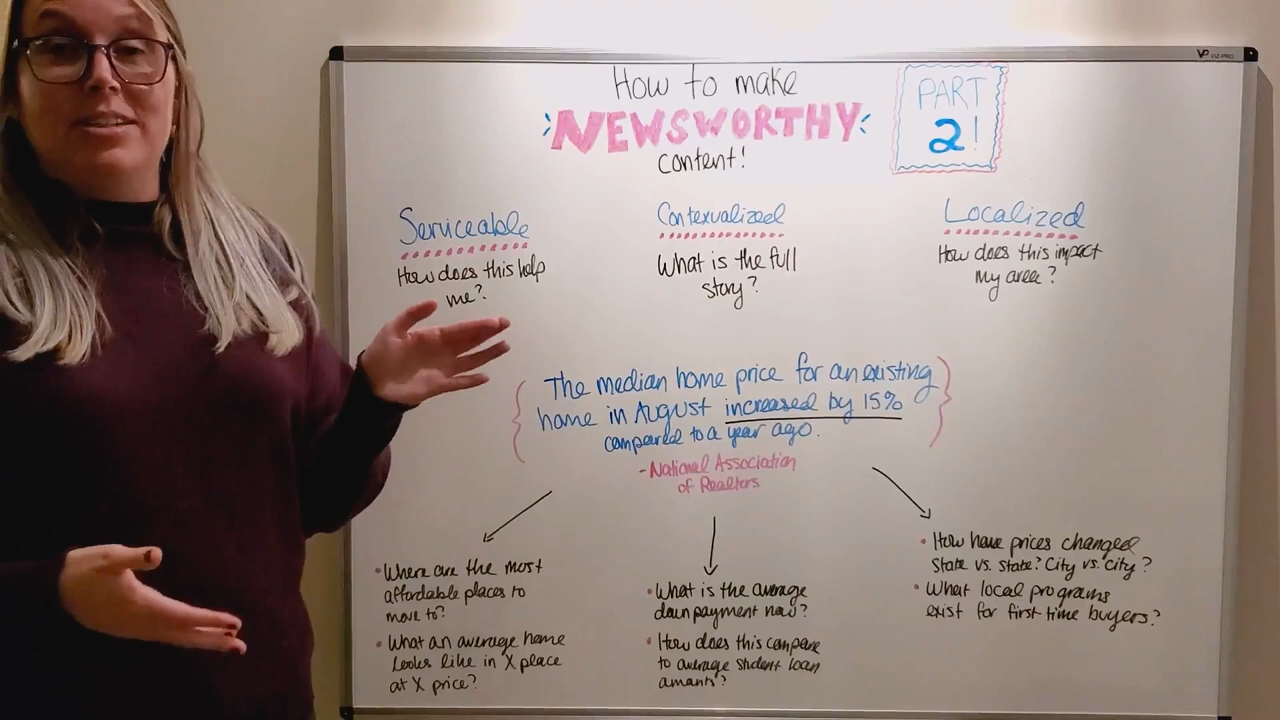 VP VIZ-PRO
How to make
NEWSWORTHY
content!
PART
2!
Serviceable
How does this help
me?
Contexualized
What is the full
story?
Localized
How does this impact
my area?
The median home price for an existing
home in August increased by 15%
compared to a year ago.
- National Association
of Realtors
• Where are the most
affordable places to
move to?
• What an average home
looks like in X place
at X price?
• What is the average
down payment now?
• How does this compare
to average student loan
amounts?
• How have prices changed
State vs. State? City vs. City?
• What local programs
exist for first time buyers?